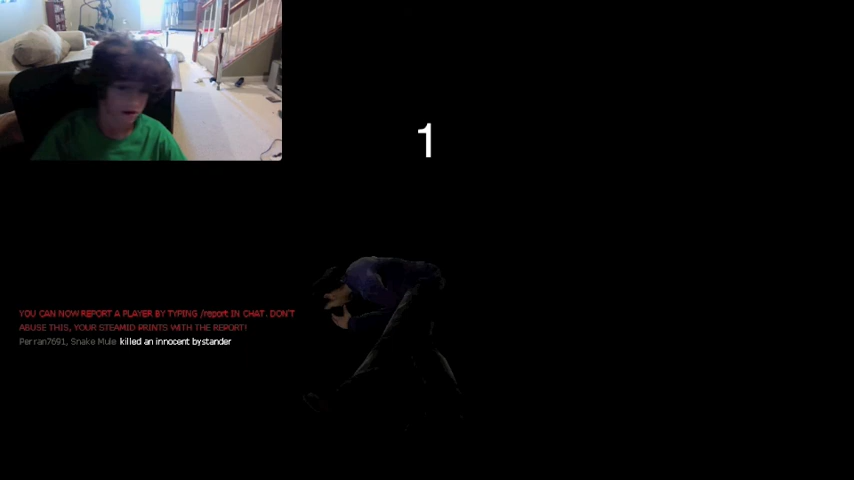 1
YOU CAN NOW REPORT A PLAYER BY TYPING /report IN CHAT. DON'T
ABUSE THIS, YOUR STEAMID PRINTS WITH THE REPORT!
Perran7691, Snake Mule killed an innocent bystander